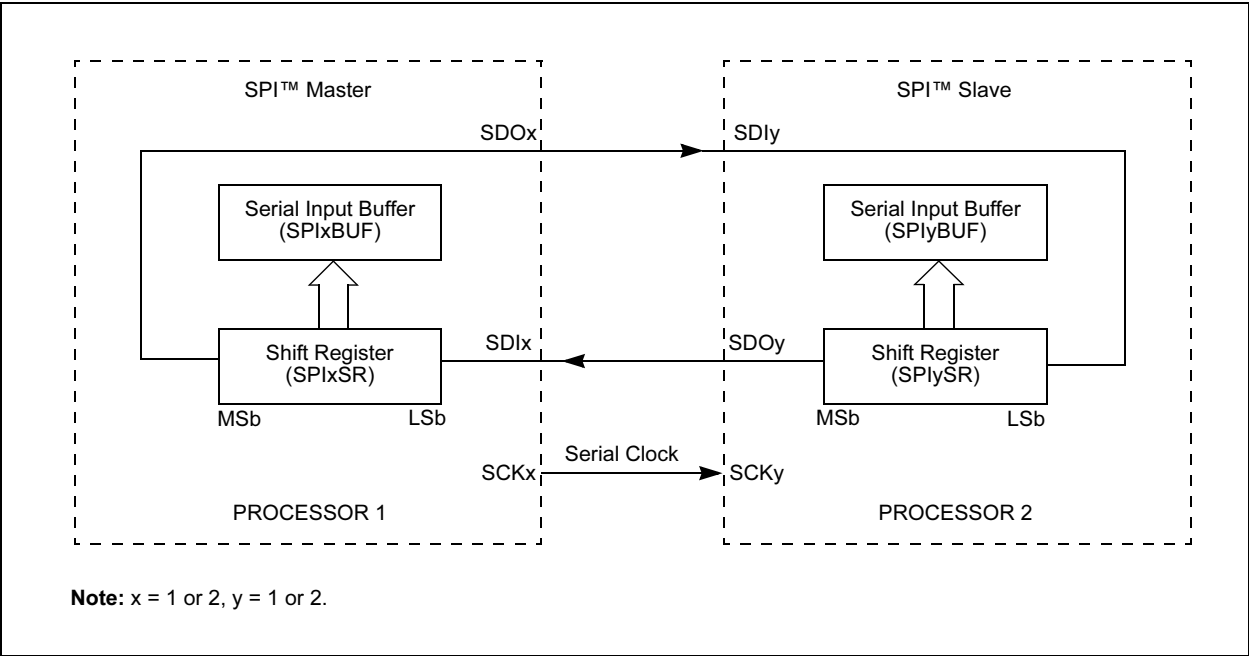 SPI™ Master
SPI™ Slave
SDOx
SDIy
Serial Input Buffer
(SPIxBUF)
Serial Input Buffer
(SPIyBUF)
SDIx
SDOy
Shift Register
(SPIxSR)
Shift Register
(SPIySR)
MSb
LSb
MSb
LSb
Serial Clock
SCKx
SCKy
PROCESSOR 1
PROCESSOR 2
Note: x = 1 or 2, y = 1 or 2.